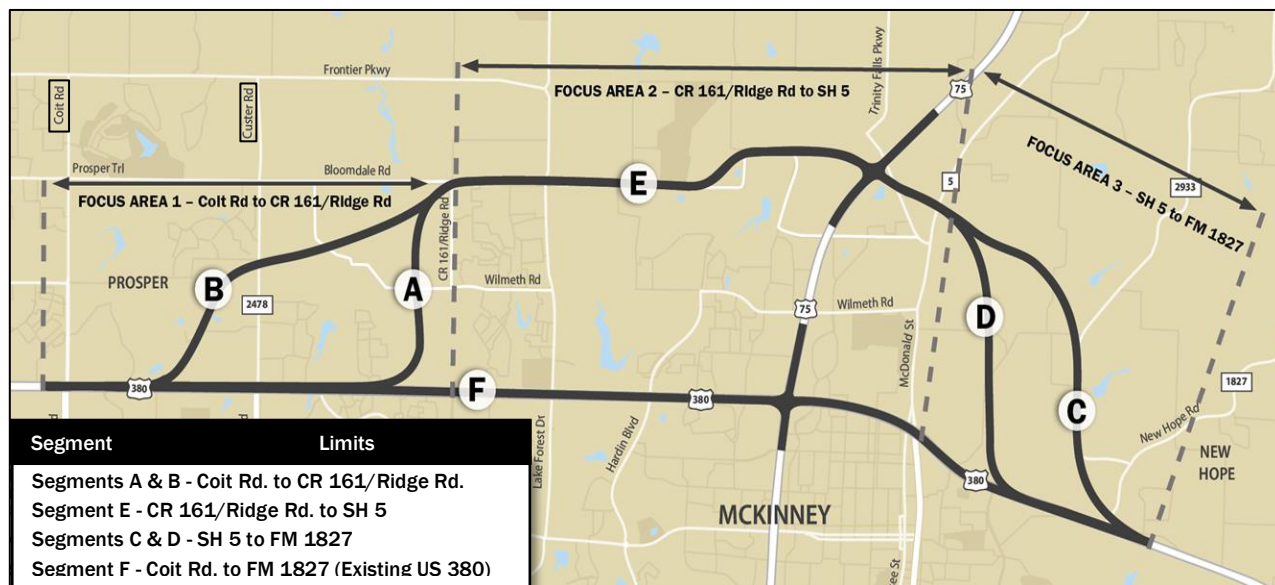 Frontier Pkwy
FOCUS AREA 2 – CR 161/Ridge Rd to SH 5
Trinity Falls Pkwy
75
Coit Rd
Custer Rd
FOCUS AREA 3 – SH 5 to FM 1827
Prosper Trl
Bloomdale Rd
E
5
2933
FOCUS AREA 1 – Coit Rd to CR 161/Ridge Rd
CR 161/Ridge Rd
PROSPER
B
A
Wilmeth Rd
2478
75
Wilmeth Rd
D
McDonald St
380
F
380
1827
C
New Hope Rd
Lake Forest Dr
Hardin Blvd
NEW
HOPE
380
MCKINNEY
Segment Limits
Segments A & B - Coit Rd. to CR 161/Ridge Rd.
Segment E - CR 161/Ridge Rd. to SH 5
Segments C & D - SH 5 to FM 1827
Segment F - Coit Rd. to FM 1827 (Existing US 380)